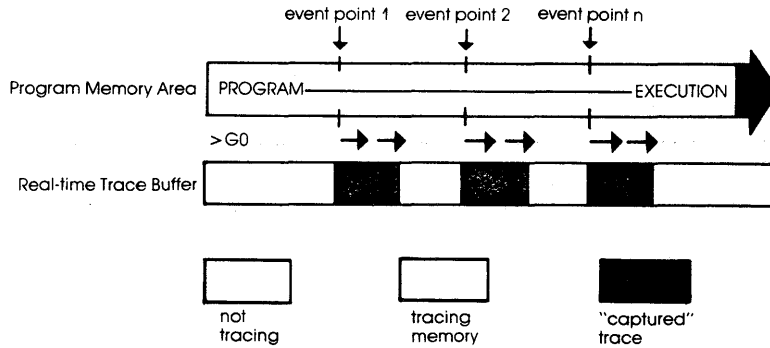 event point 1 event point 2 event point n
Program Memory Area PROGRAM EXECUTION
>G0
Real-time Trace Buffer
not tracing memory "captured"
tracing memory trace